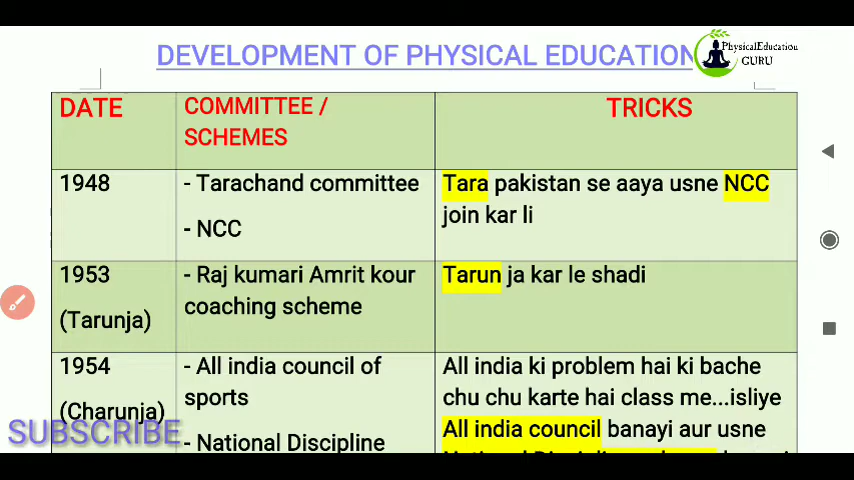 DEVELOPMENT OF PHYSICAL EDUCATION
PhysicalEducation
GURU
DATE
COMMITTEE /
SCHEMES
TRICKS
1948
- Tarachand committee
- NCC
Tara pakistan se aaya usne NCC
join kar li
1953
(Tarunja)
- Raj kumari Amrit kour
coaching scheme
Tarun ja kar le shadi
1954
(Charunja)
- All india council of
sports
- National Discipline
All india ki problem hai ki bache
chu chu karte hai class me...isliye
All india council banayi aur usne
SUBSCRIBE